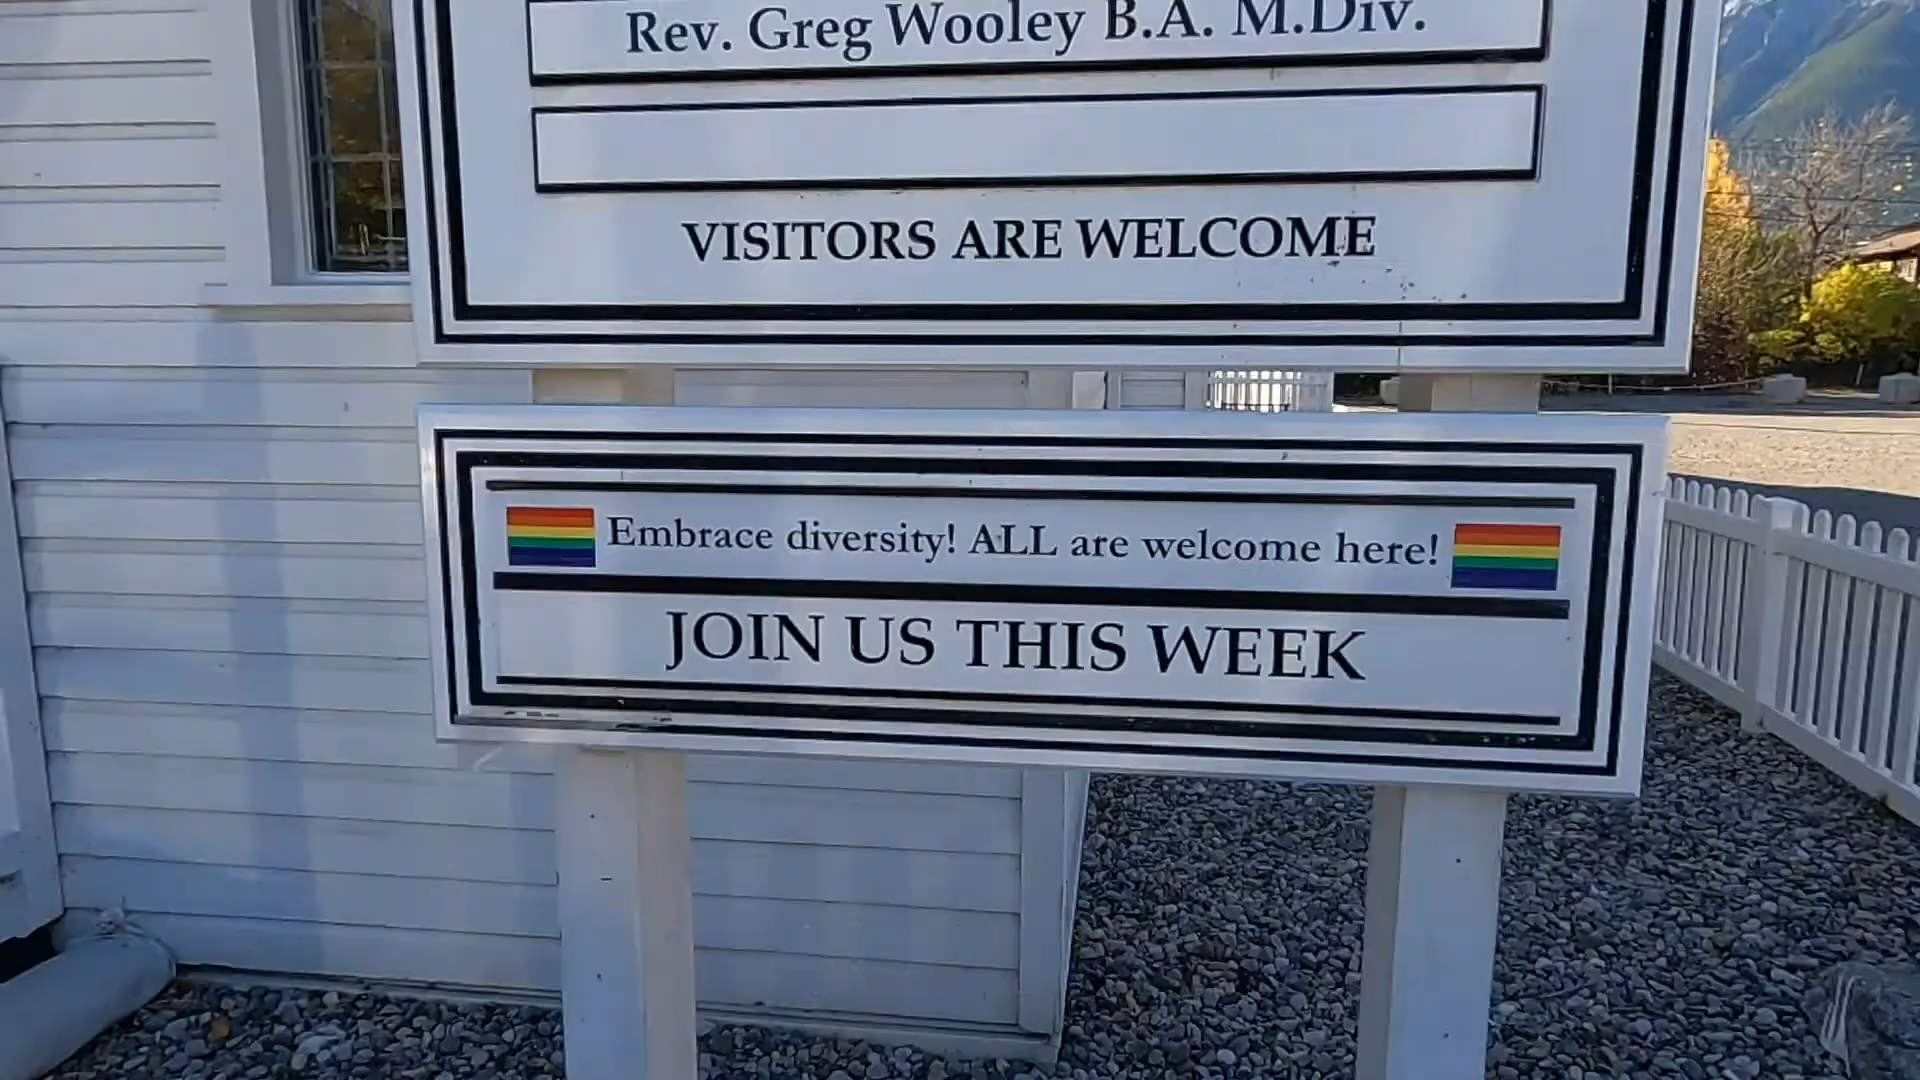 Rev. Greg Wooley B.A. M.Div.
VISITORS ARE WELCOME
Embrace diversity! ALL are welcome here!
JOIN US THIS WEEK